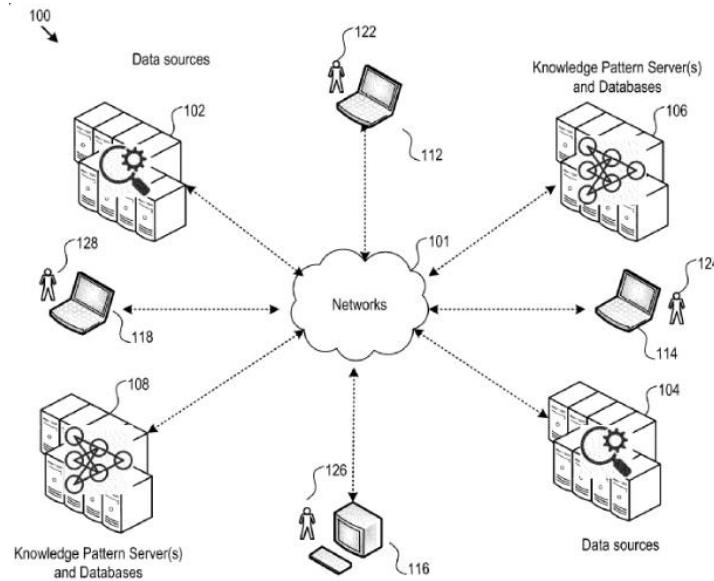 100
122
Data sources
Knowledge Pattern Server(s)
and Databases
102
106
112
101
128
124
Networks
118
114
108
104
126
Knowledge Pattern Server(s)
and Databases
116
Data sources